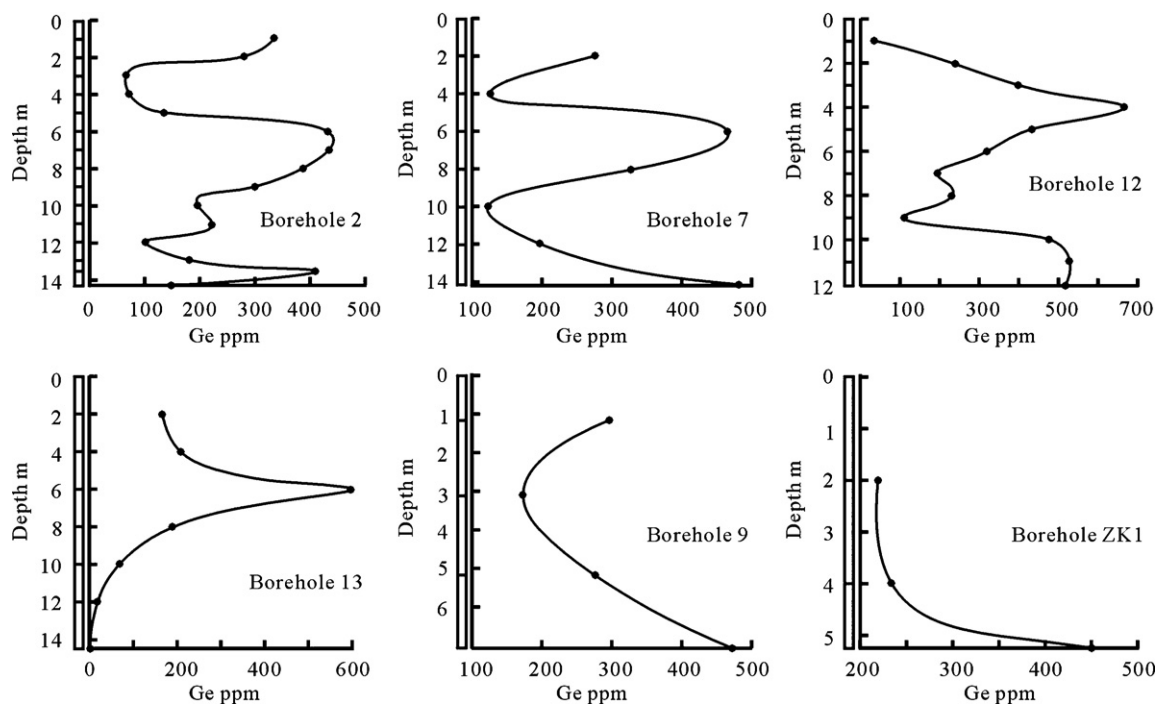 0
2
4
6
8
10
12
14
Depth m
0 100 200 300 400 500
Ge ppm
Borehole 2
0
2
4
6
8
10
12
14
Depth m
100 200 300 400 500
Ge ppm
Borehole 7
0
2
4
6
8
10
12
Depth m
100 300 500 700
Ge ppm
Borehole 12
0
2
4
6
8
10
12
14
Depth m
0 200 400 600
Ge ppm
Borehole 13
0
1
2
3
4
5
6
Depth m
100 200 300 400 500
Ge ppm
Borehole 9
0
1
2
3
4
5
Depth m
200 300 400 500
Ge ppm
Borehole ZK1